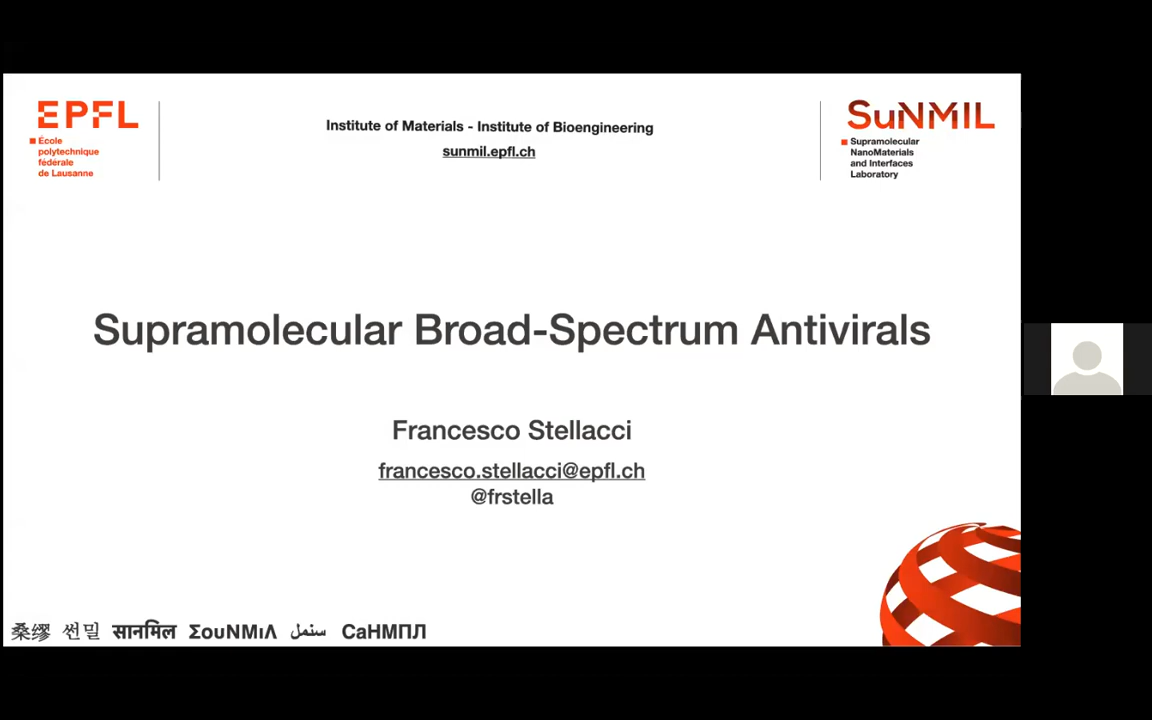 EPFL
École
polytechnique
fédérale
de Lausanne
Institute of Materials - Institute of Bioengineering
sunmil.epfl.ch
SuNMIL
Supramolecular
NanoMaterials
and Interfaces
Laboratory
Supramolecular Broad-Spectrum Antivirals
Francesco Stellacci
francesco.stellacci@epfl.ch
@frstella
桑缪 썬밀 सानमिल ΣουNMιΛ سنمل СаНМПЛ